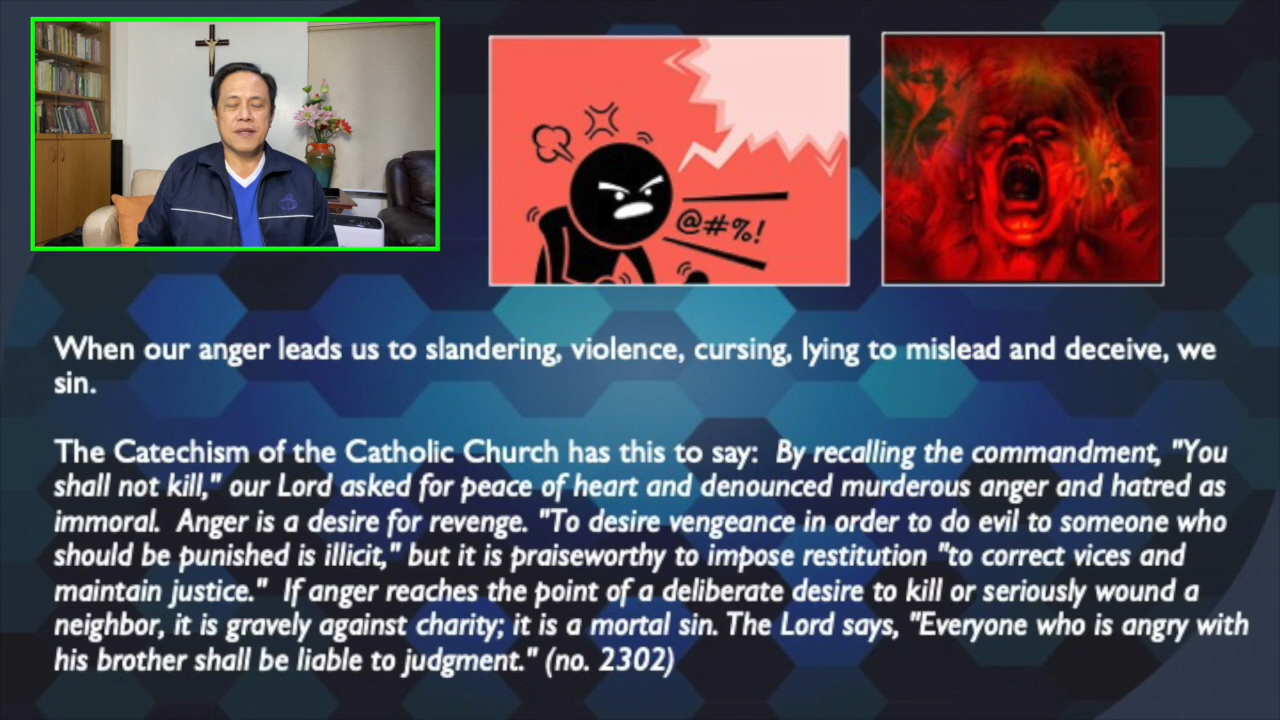 @#%!
When our anger leads us to slandering, violence, cursing, lying to mislead and deceive, we
sin.
The Catechism of the Catholic Church has this to say: By recalling the commandment, "You
shall not kill," our Lord asked for peace of heart and denounced murderous anger and hatred as
immoral. Anger is a desire for revenge. "To desire vengeance in order to do evil to someone who
should be punished is illicit," but it is praiseworthy to impose restitution "to correct vices and
maintain justice." If anger reaches the point of a deliberate desire to kill or seriously wound a
neighbor, it is gravely against charity; it is a mortal sin. The Lord says, "Everyone who is angry with
his brother shall be liable to judgment." (no. 2302)